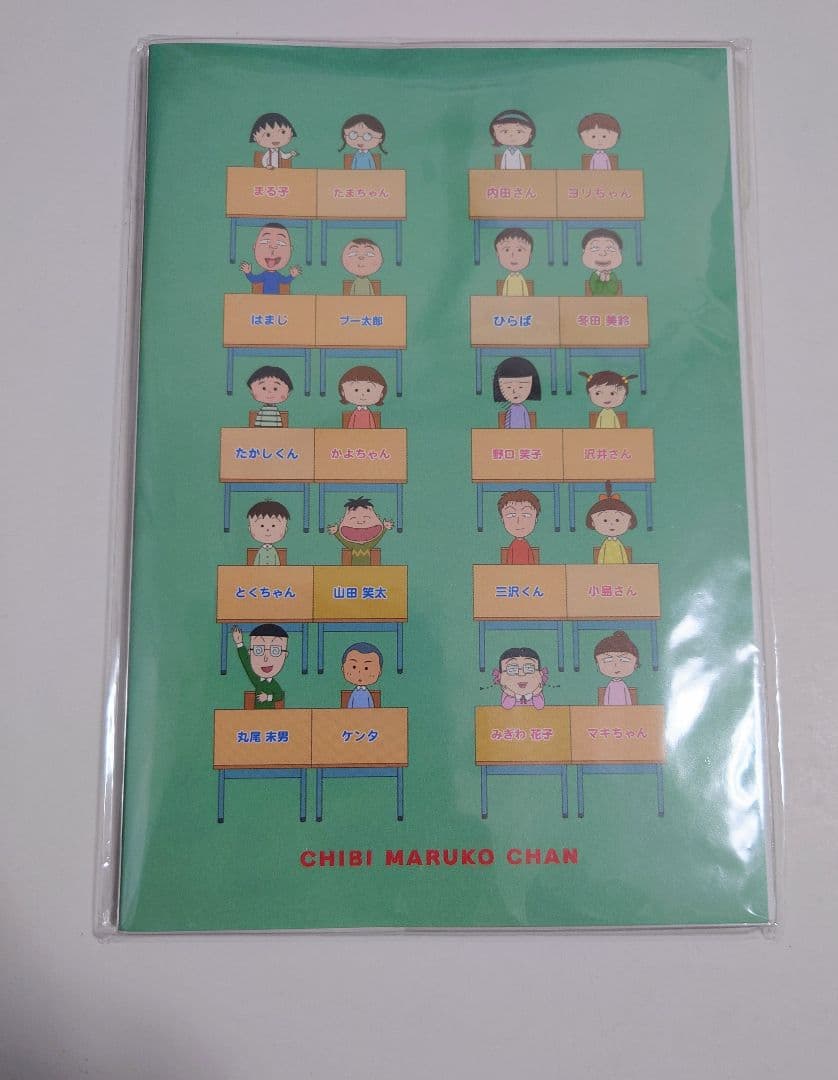 まる子 たまちゃん 内田さん ヨリちゃん
はまじ ブー太郎 ひらば 冬田 美鈴
たかしくん かよちゃん 野口 笑子 沢井さん
とくちゃん 山田 笑太 三沢くん 小島さん
丸尾 末男 ケンタ みぎわ 花子 マキちゃん
CHIBI MARUKO CHAN